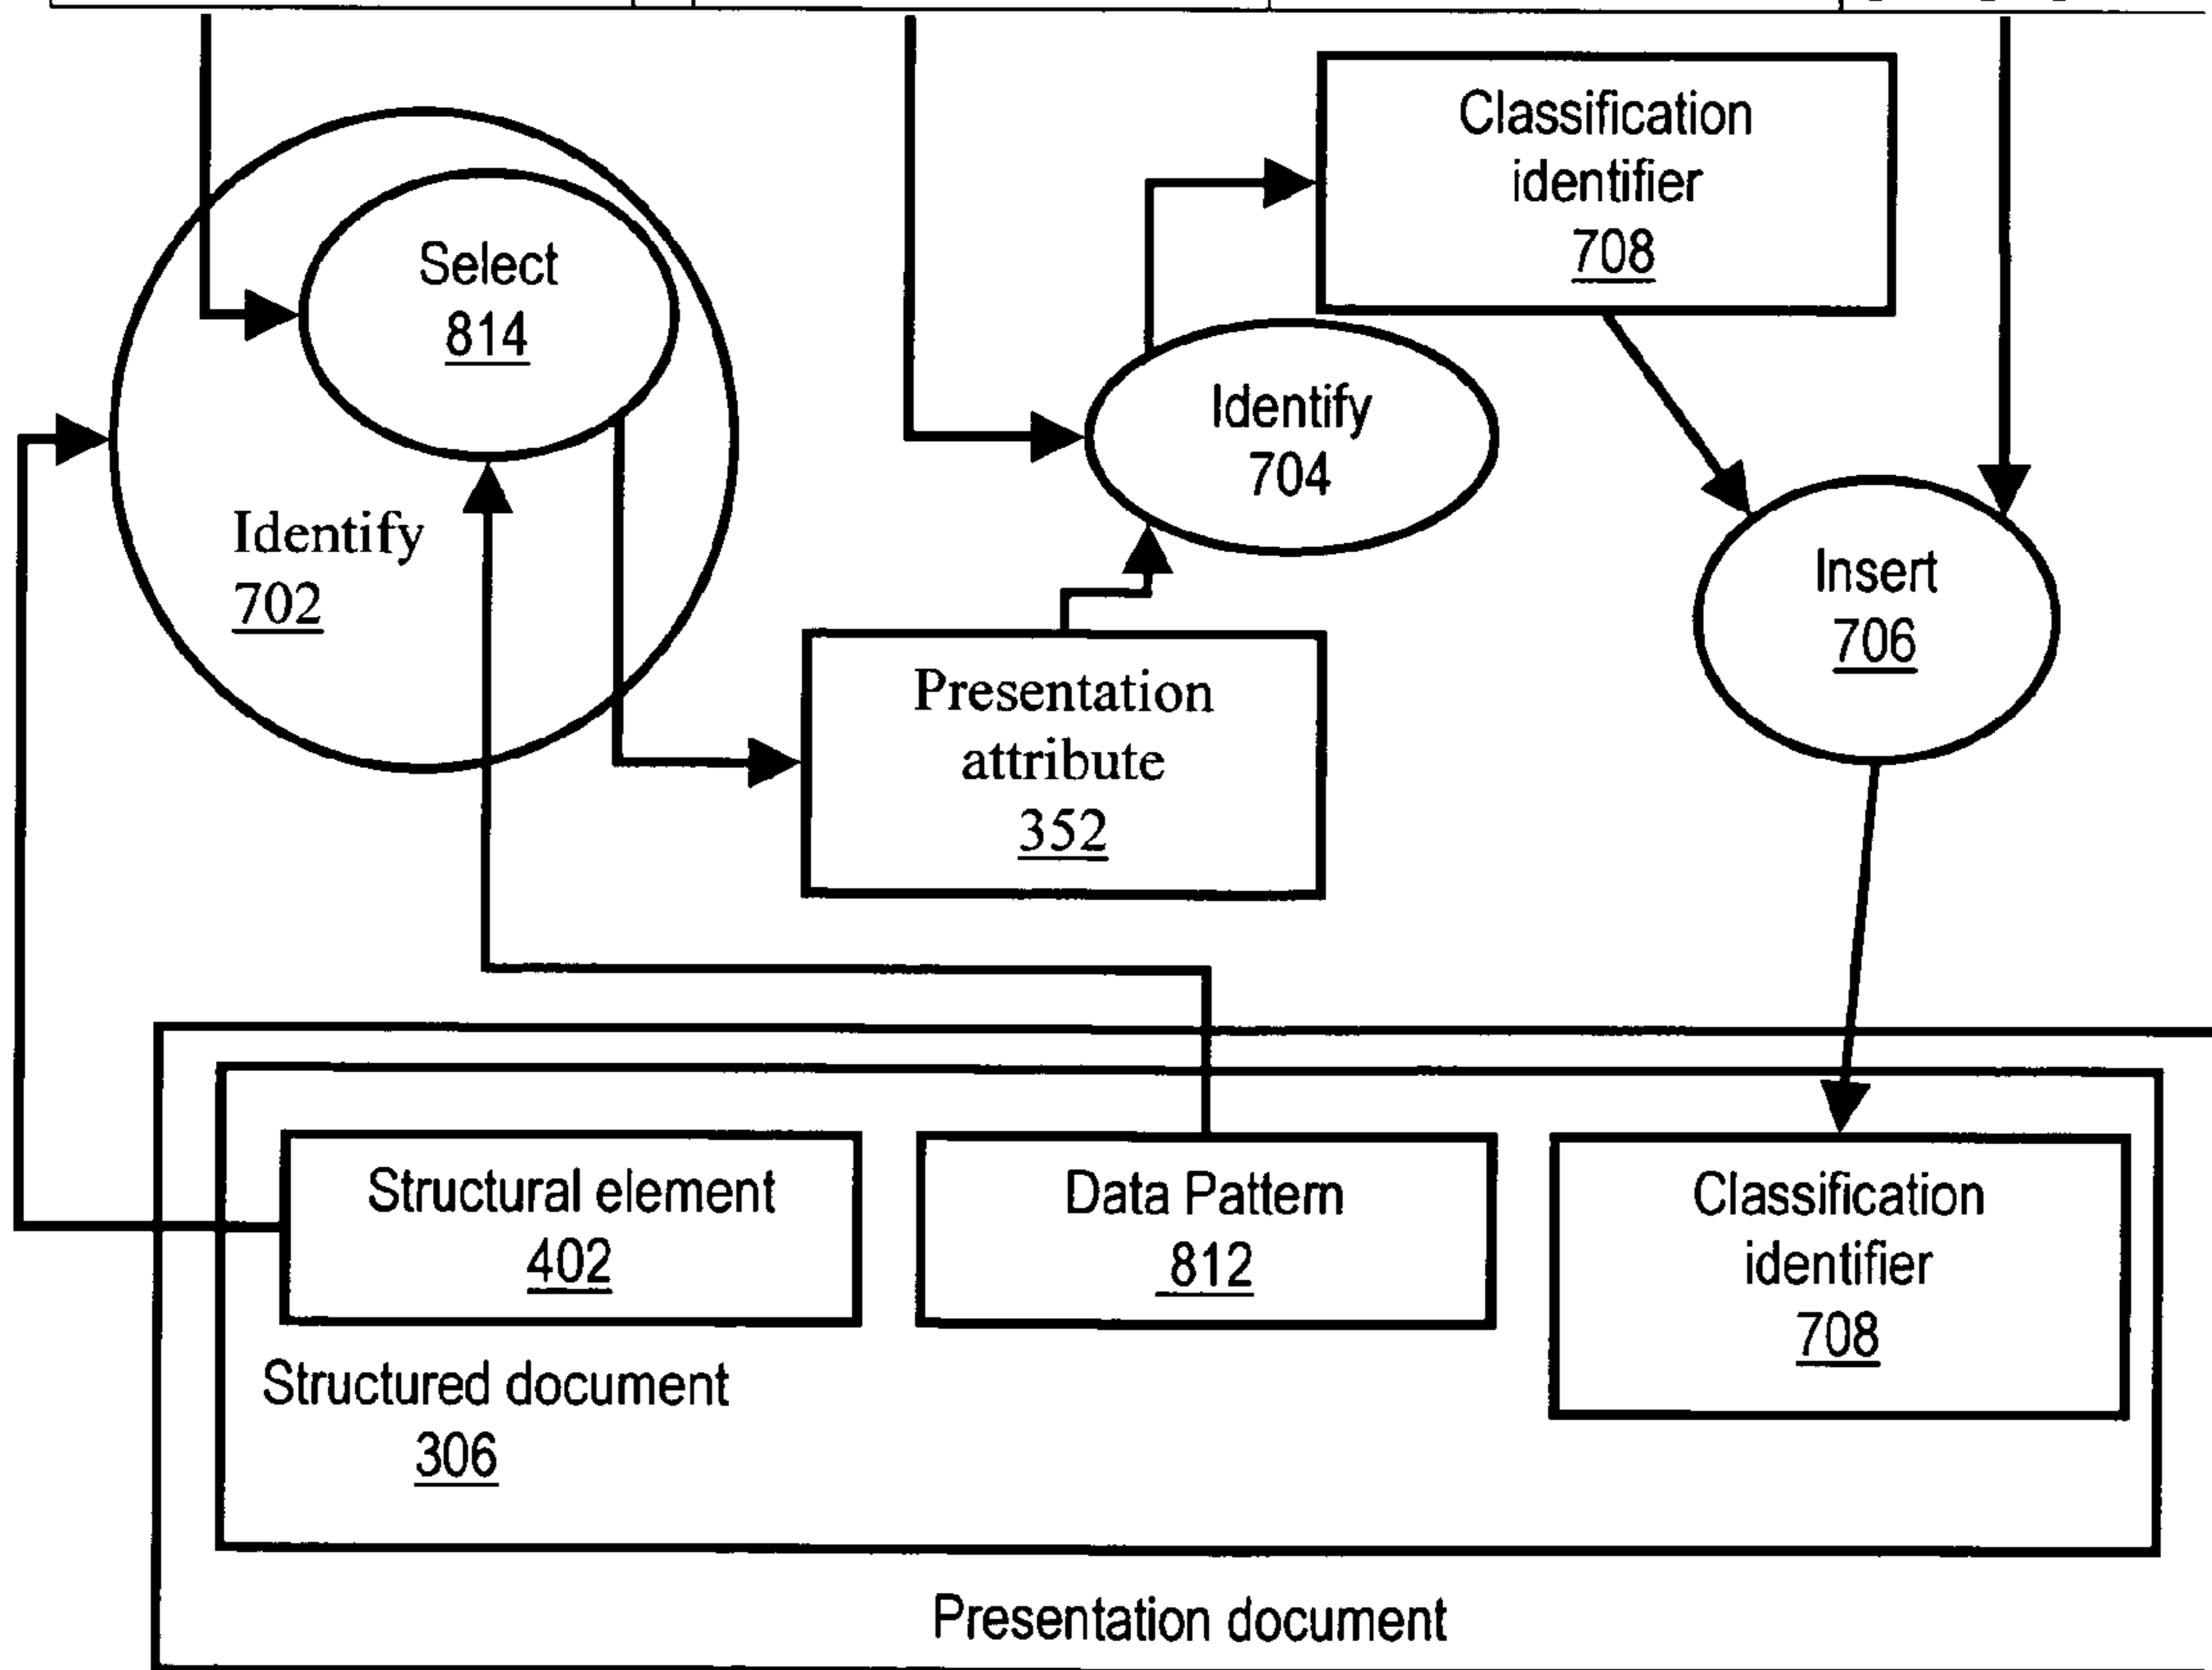 Classification
identifier
708
Select
814
Identify
704
Identify
702
Insert
706
Presentation
attribute
352
Structural element
402
Data Pattern
812
Classification
identifier
708
Structured document
306
Presentation document